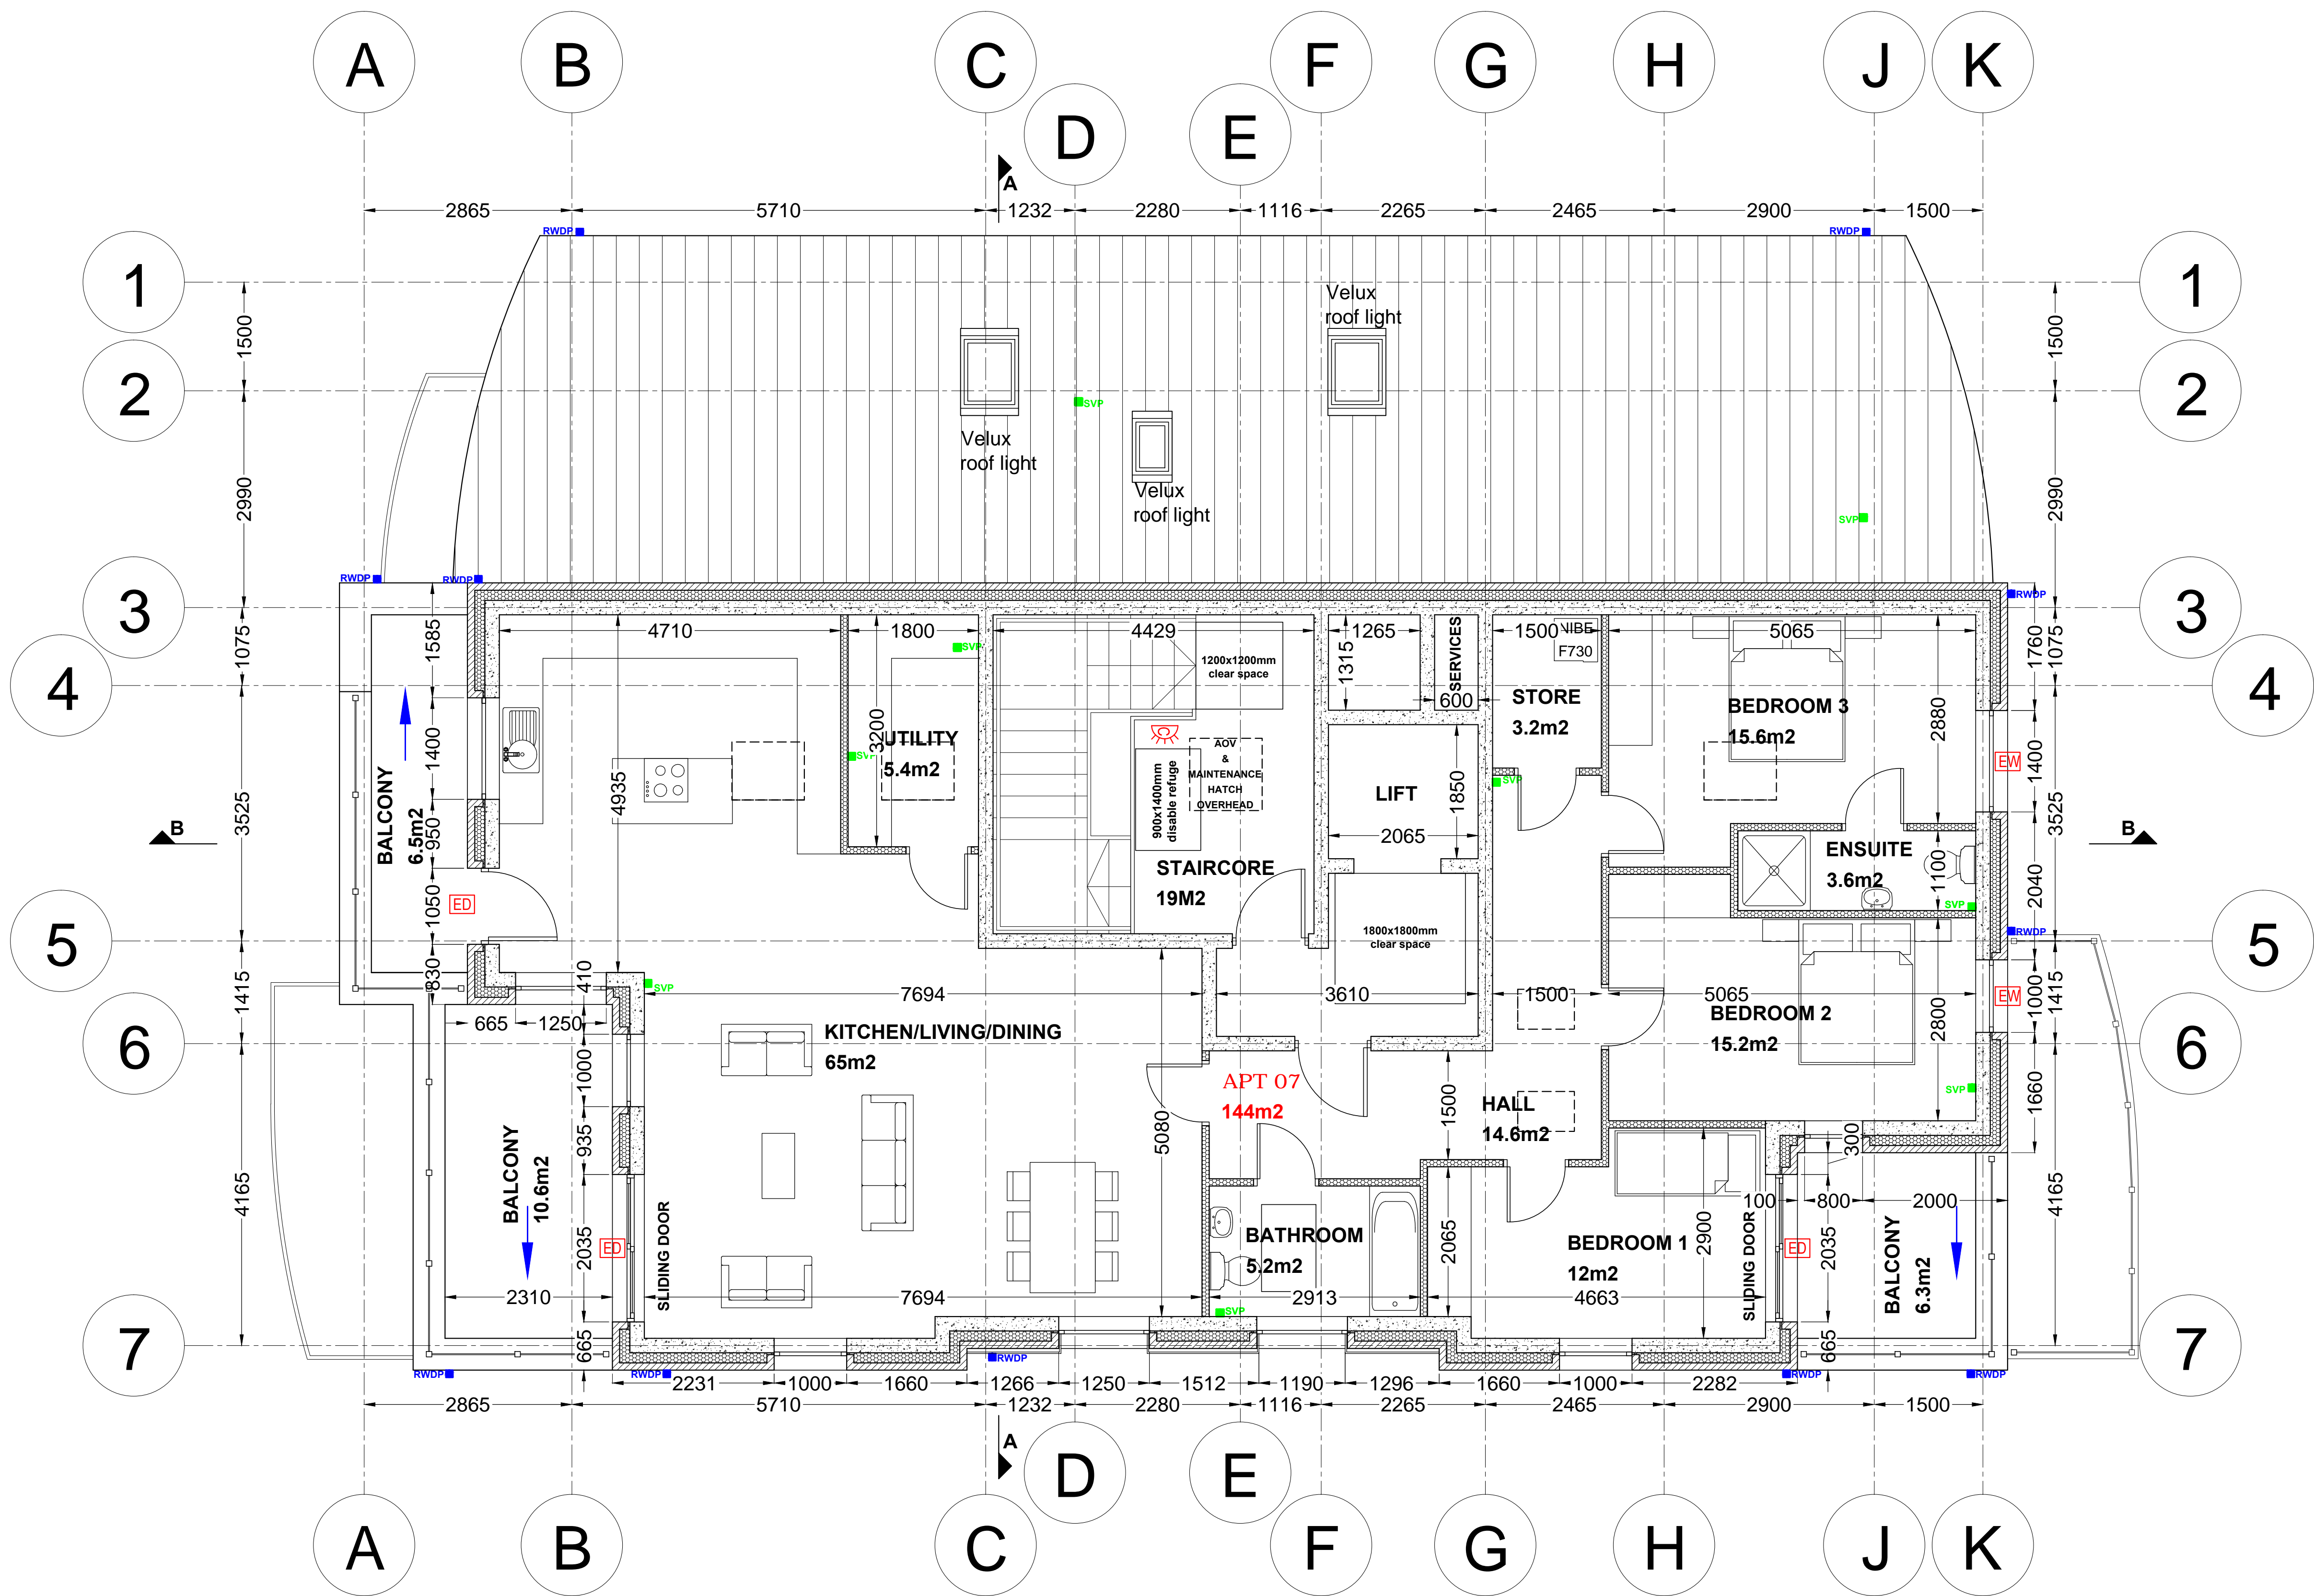 A
B
C
D
E
F
G
H
J
K
A
2865
5710
1232
2280
1116
2265
2465
2900
1500
RWDP
RWDP
1
1
1500
1500
Velux
roof light
2
2
SVP
Velux
roof light
Velux
roof light
2990
2990
SVP
RWDP
RWDP
RWDP
3
3
1075
1585
4710
1800
4429
1265
1500
5065
1760
1075
SVP
1200x1200mm
clear space
1315
SERVICES
NIBE
F730
4
4
600
STORE
3.2m2
BEDROOM 3
15.6m2
2880
3200
UTILITY
5.4m2
SVP
AOV
&
MAINTENANCE
HATCH
OVERHEAD
900x1400mm
disable refuge
EW
1400
1400
SVP
LIFT
1850
2065
4935
BALCONY
6.5m2
950
3525
3525
B
B
STAIRCORE
19M2
ENSUITE
3.6m2
1100
2040
SVP
ED
1050
1800x1800mm
clear space
RWDP
5
5
830
410
SVP
1415
1415
7694
3610
1500
5065
EW
1000
665
1250
BEDROOM 2
15.2m2
2800
KITCHEN/LIVING/DINING
65m2
6
6
1000
APT 07
144m2
SVP
1660
1500
HALL
14.6m2
935
5080
300
BALCONY
10.6m2
4165
4165
100
800
2000
2035
SLIDING DOOR
ED
BATHROOM
5.2m2
2065
BEDROOM 1
12m2
2900
SLIDING DOOR
ED
2035
BALCONY
6.3m2
2310
7694
2913
4663
SVP
7
7
665
665
RWDP
RWDP
RWDP
RWDP
RWDP
2231
1000
1660
1266
1250
1512
1190
1296
1660
1000
2282
2865
5710
1232
2280
1116
2265
2465
2900
1500
A
A
B
C
D
E
F
G
H
J
K